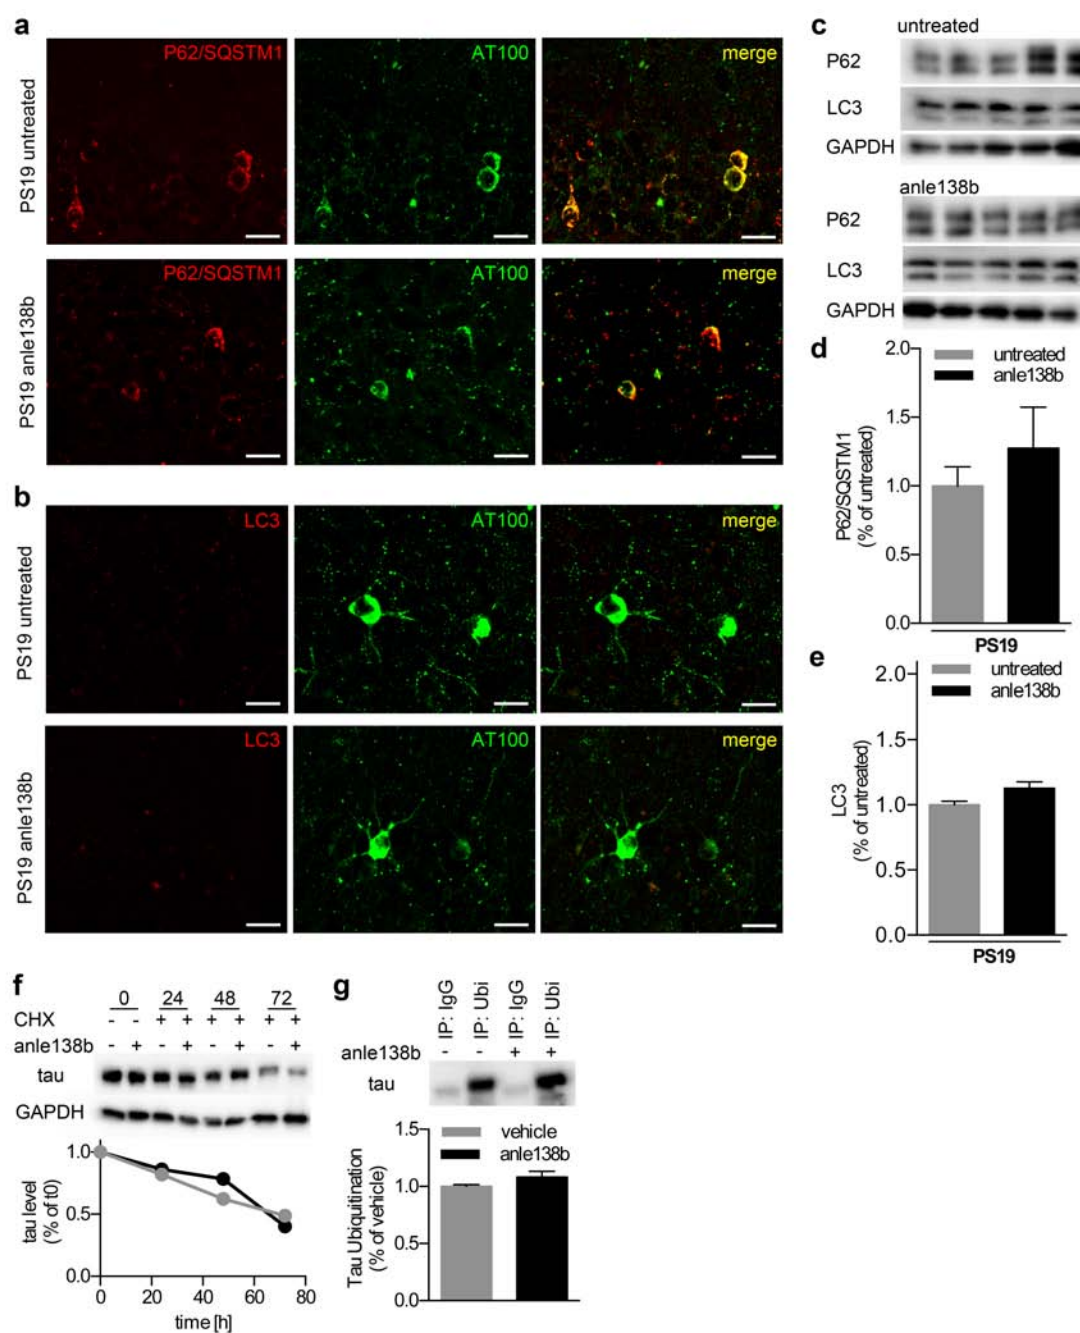 a
P62/SQSTM1 AT100 merge
PS19 untreated
P62/SQSTM1 AT100 merge
PS19 anle138b
b
LC3 AT100 merge
PS19 untreated
LC3 AT100 merge
PS19 anle138b
c
untreated
P62
LC3
GAPDH
anle138b
P62
LC3
GAPDH
d
untreated
anle138b
2.0
1.5
1.0
0.5
0.0
P62/SQSTM1
(% of untreated)
PS19
e
untreated
anle138b
2.0
1.5
1.0
0.5
0.0
LC3
(% of untreated)
PS19
f
0 24 48 72
CHX - - + + + + + +
anle138b - + - + - + - +
tau
GAPDH
1.0
0.5
0.0
tau level
(% of t0)
0 20 40 60 80
time [h]
g
IP: IgG IP: Ubi IP: IgG IP: Ubi
anle138b - - + +
tau
vehicle
anle138b
1.5
1.0
0.5
0.0
Tau Ubiquitination
(% of vehicle)